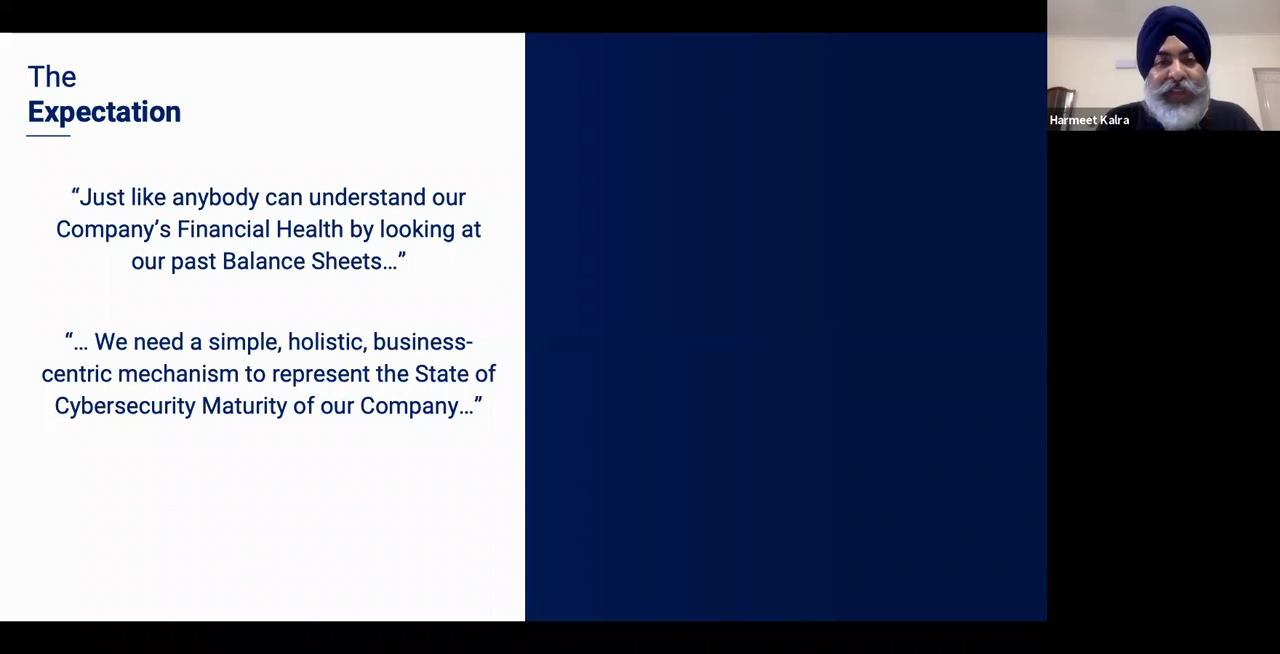 The
Expectation
“Just like anybody can understand our
Company’s Financial Health by looking at
our past Balance Sheets…”
“… We need a simple, holistic, business-
centric mechanism to represent the State of
Cybersecurity Maturity of our Company…”
Harmeet Kalra